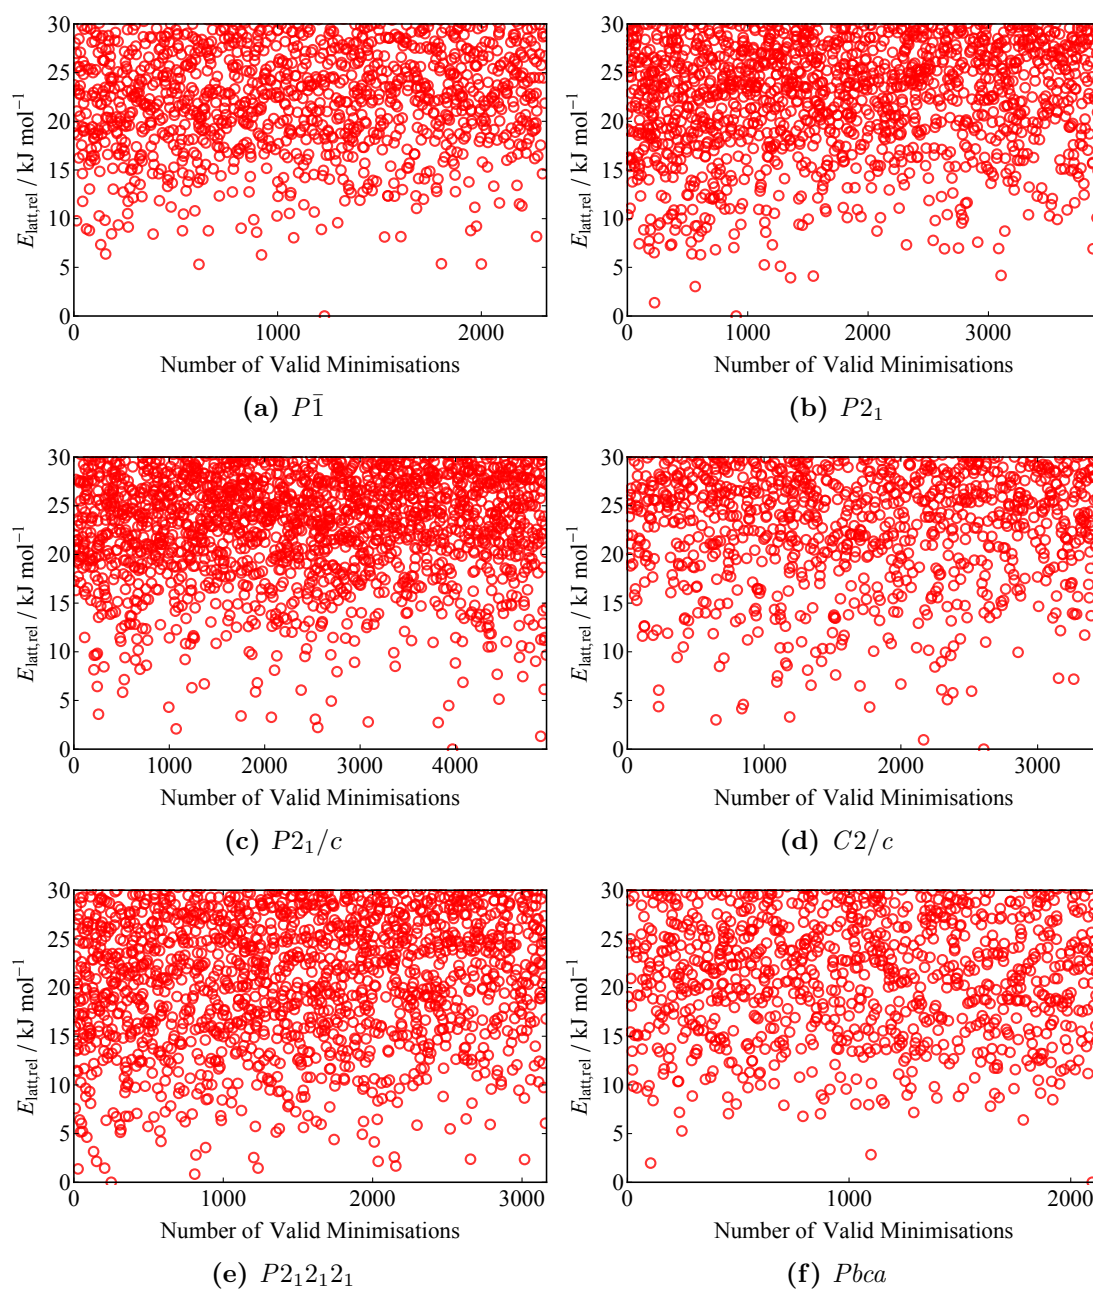 30
25
20
15
10
5
0
E_latt,rel / kJ mol⁻¹
0 1000 2000
Number of Valid Minimisations
(a) P1̄
30
25
20
15
10
5
0
E_latt,rel / kJ mol⁻¹
0 1000 2000 3000
Number of Valid Minimisations
(b) P2₁
30
25
20
15
10
5
0
E_latt,rel / kJ mol⁻¹
0 1000 2000 3000 4000
Number of Valid Minimisations
(c) P2₁/c
30
25
20
15
10
5
0
E_latt,rel / kJ mol⁻¹
0 1000 2000 3000
Number of Valid Minimisations
(d) C2/c
30
25
20
15
10
5
0
E_latt,rel / kJ mol⁻¹
0 1000 2000 3000
Number of Valid Minimisations
(e) P2₁2₁2₁
30
25
20
15
10
5
0
E_latt,rel / kJ mol⁻¹
0 1000 2000
Number of Valid Minimisations
(f) Pbca